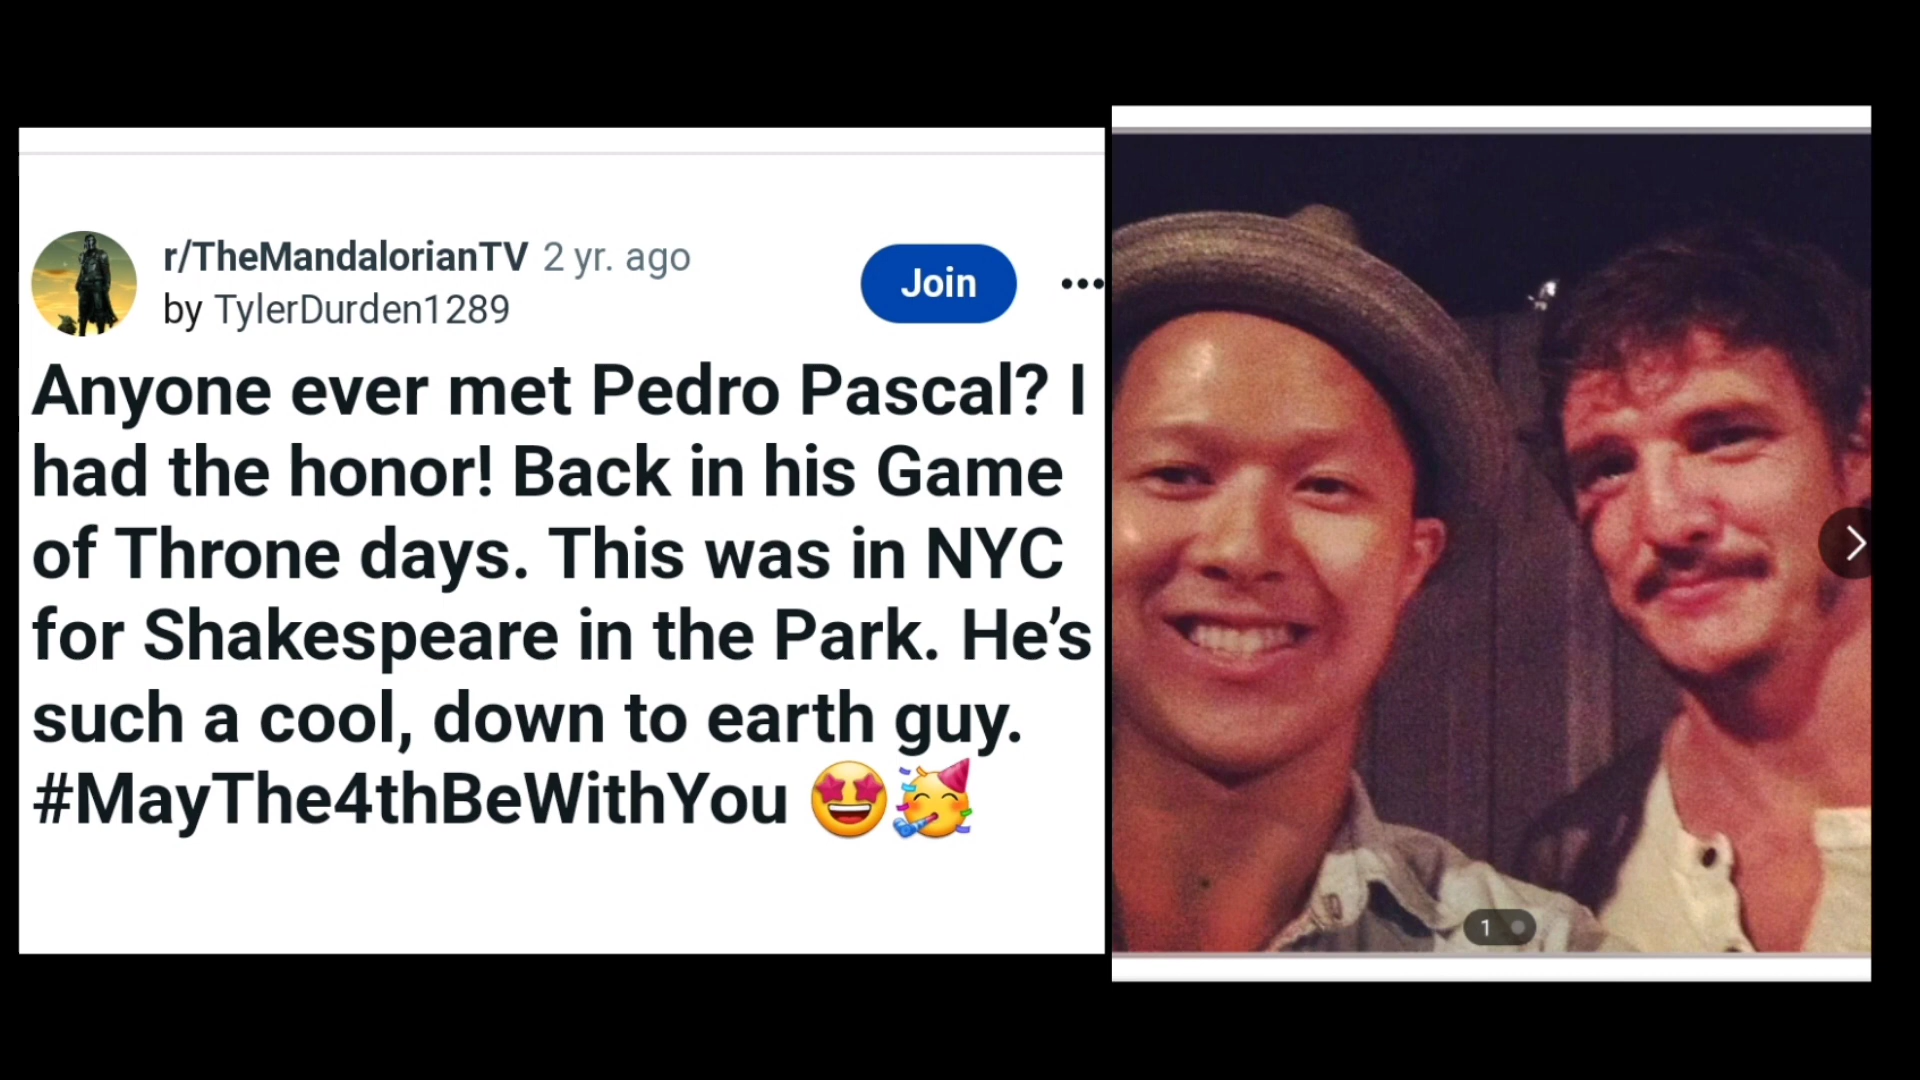 r/TheMandalorianTV 2 yr. ago
by TylerDurden1289
Join
Anyone ever met Pedro Pascal? I
had the honor! Back in his Game
of Throne days. This was in NYC
for Shakespeare in the Park. He’s
such a cool, down to earth guy.
#MayThe4thBeWithYou 🤩🥳
1